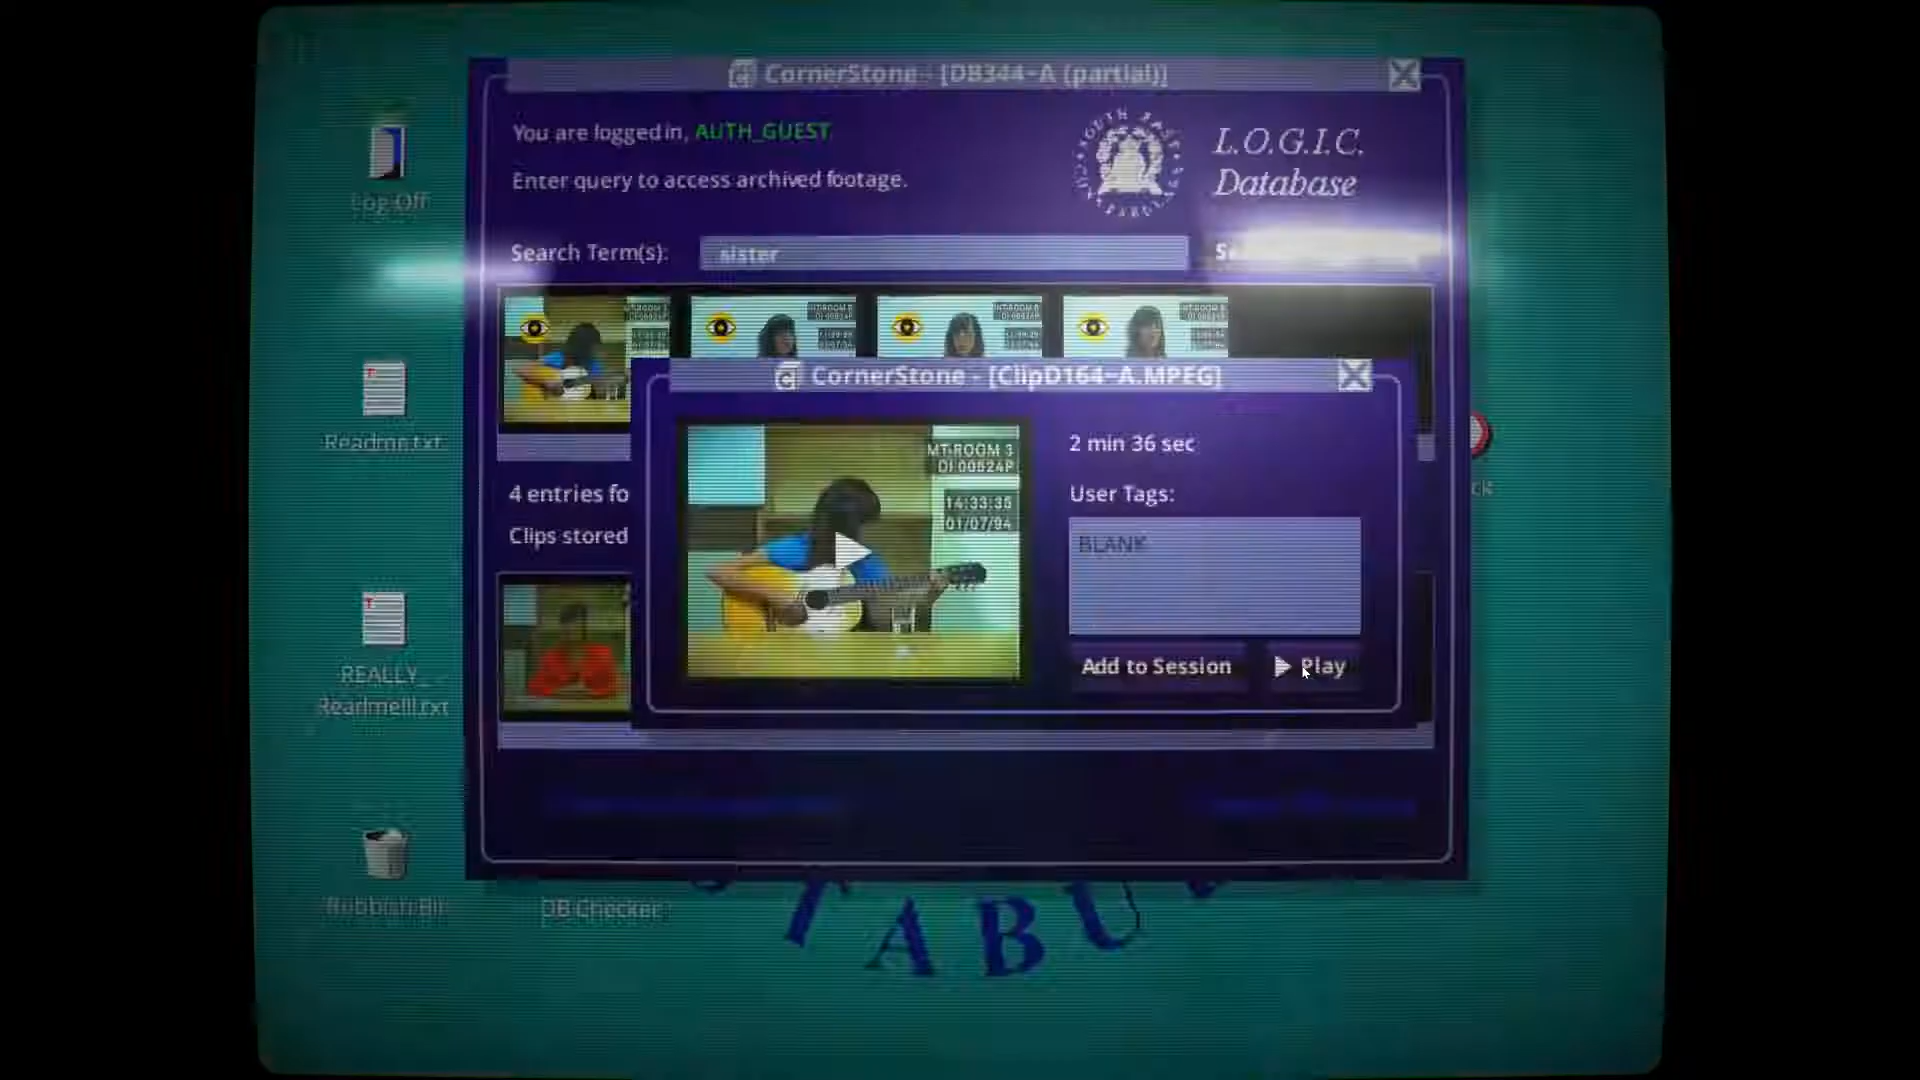 CornerStone - [DB344-A (partial)]
You are logged in, AUTH_GUEST
Enter query to access archived footage.
L.O.G.I.C.
Database
SOUTH EAST
Search Term(s):
sister
CornerStone - [ClipD164-A.MPEG]
MT-ROOM 3
DI 00524P
14:33:35
01/07/94
2 min 36 sec
User Tags:
BLANK
Add to Session
Play
4 entries fo
Clips stored
Log Off
Readme.txt
REALLY_
Readme!!!.txt
Rubbish Bin
DB Checker
TABU